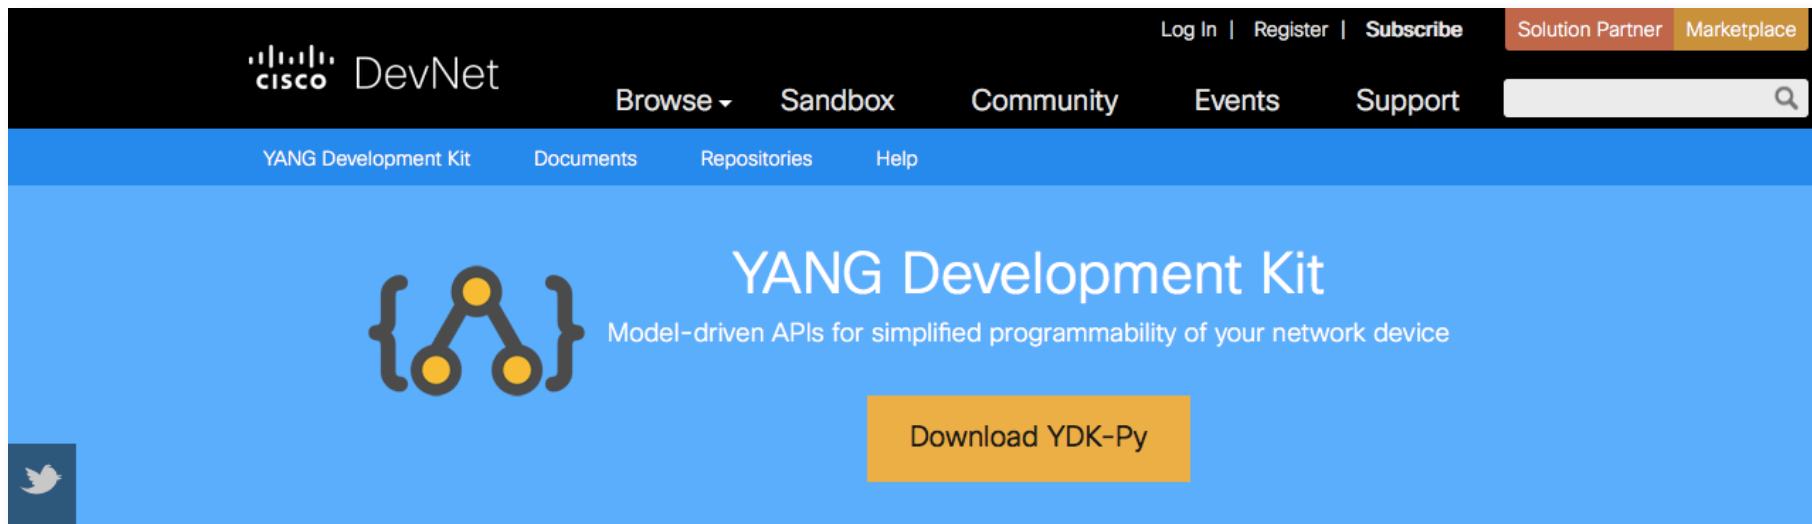 Log In | Register | Subscribe Solution Partner Marketplace
cisco DevNet
Browse Sandbox Community Events Support
YANG Development Kit Documents Repositories Help
YANG Development Kit
Model-driven APIs for simplified programmability of your network device
Download YDK-Py